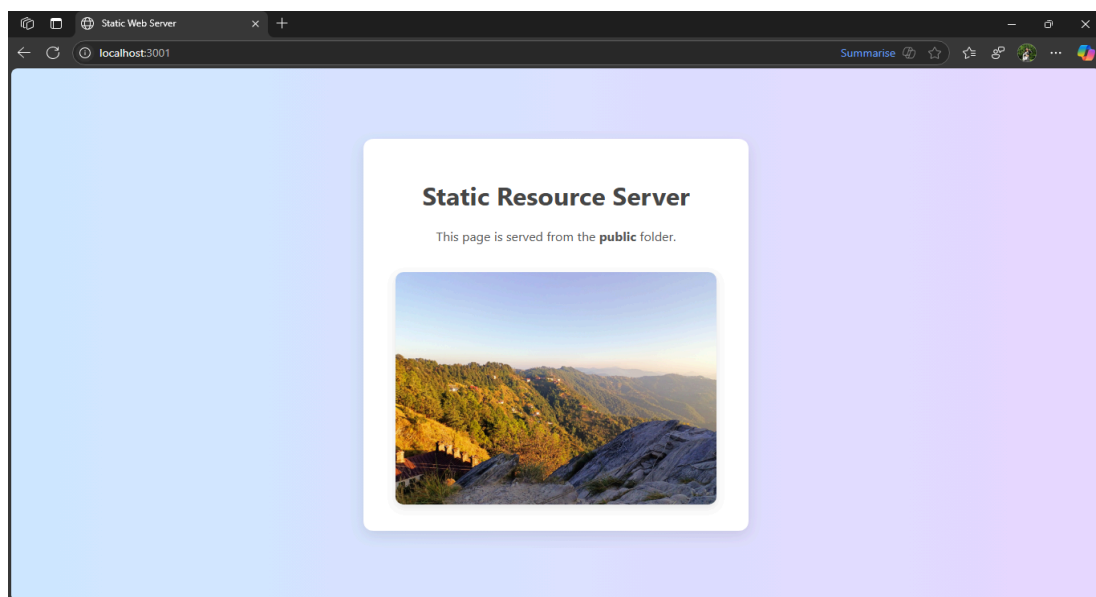 Static Web Server
localhost:3001
Summarise
Static Resource Server
This page is served from the public folder.